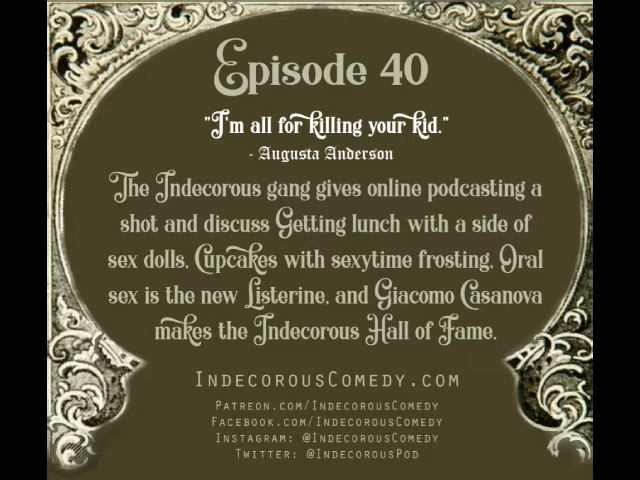 Episode 40
"I'm all for killing your kid."
- Augusta Anderson
The Indecorous gang gives online podcasting a
shot and discuss Getting lunch with a side of
sex dolls, Cupcakes with sexytime frosting, Oral
sex is the new Listerine, and Giacomo Casanova
makes the Indecorous Hall of Fame.
IndecorousComedy.com
Patreon.com/IndecorousComedy
Facebook.com/IndecorousComedy
Instagram: @IndecorousComedy
Twitter: @IndecorousPod